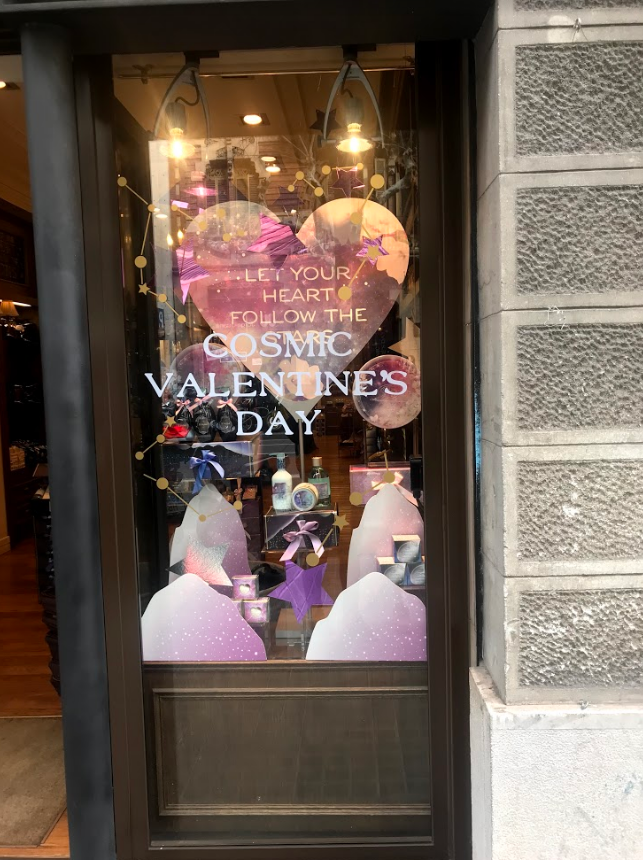 LET YOUR
HEART
FOLLOW THE
STARS
COSMIC
VALENTINE'S
DAY